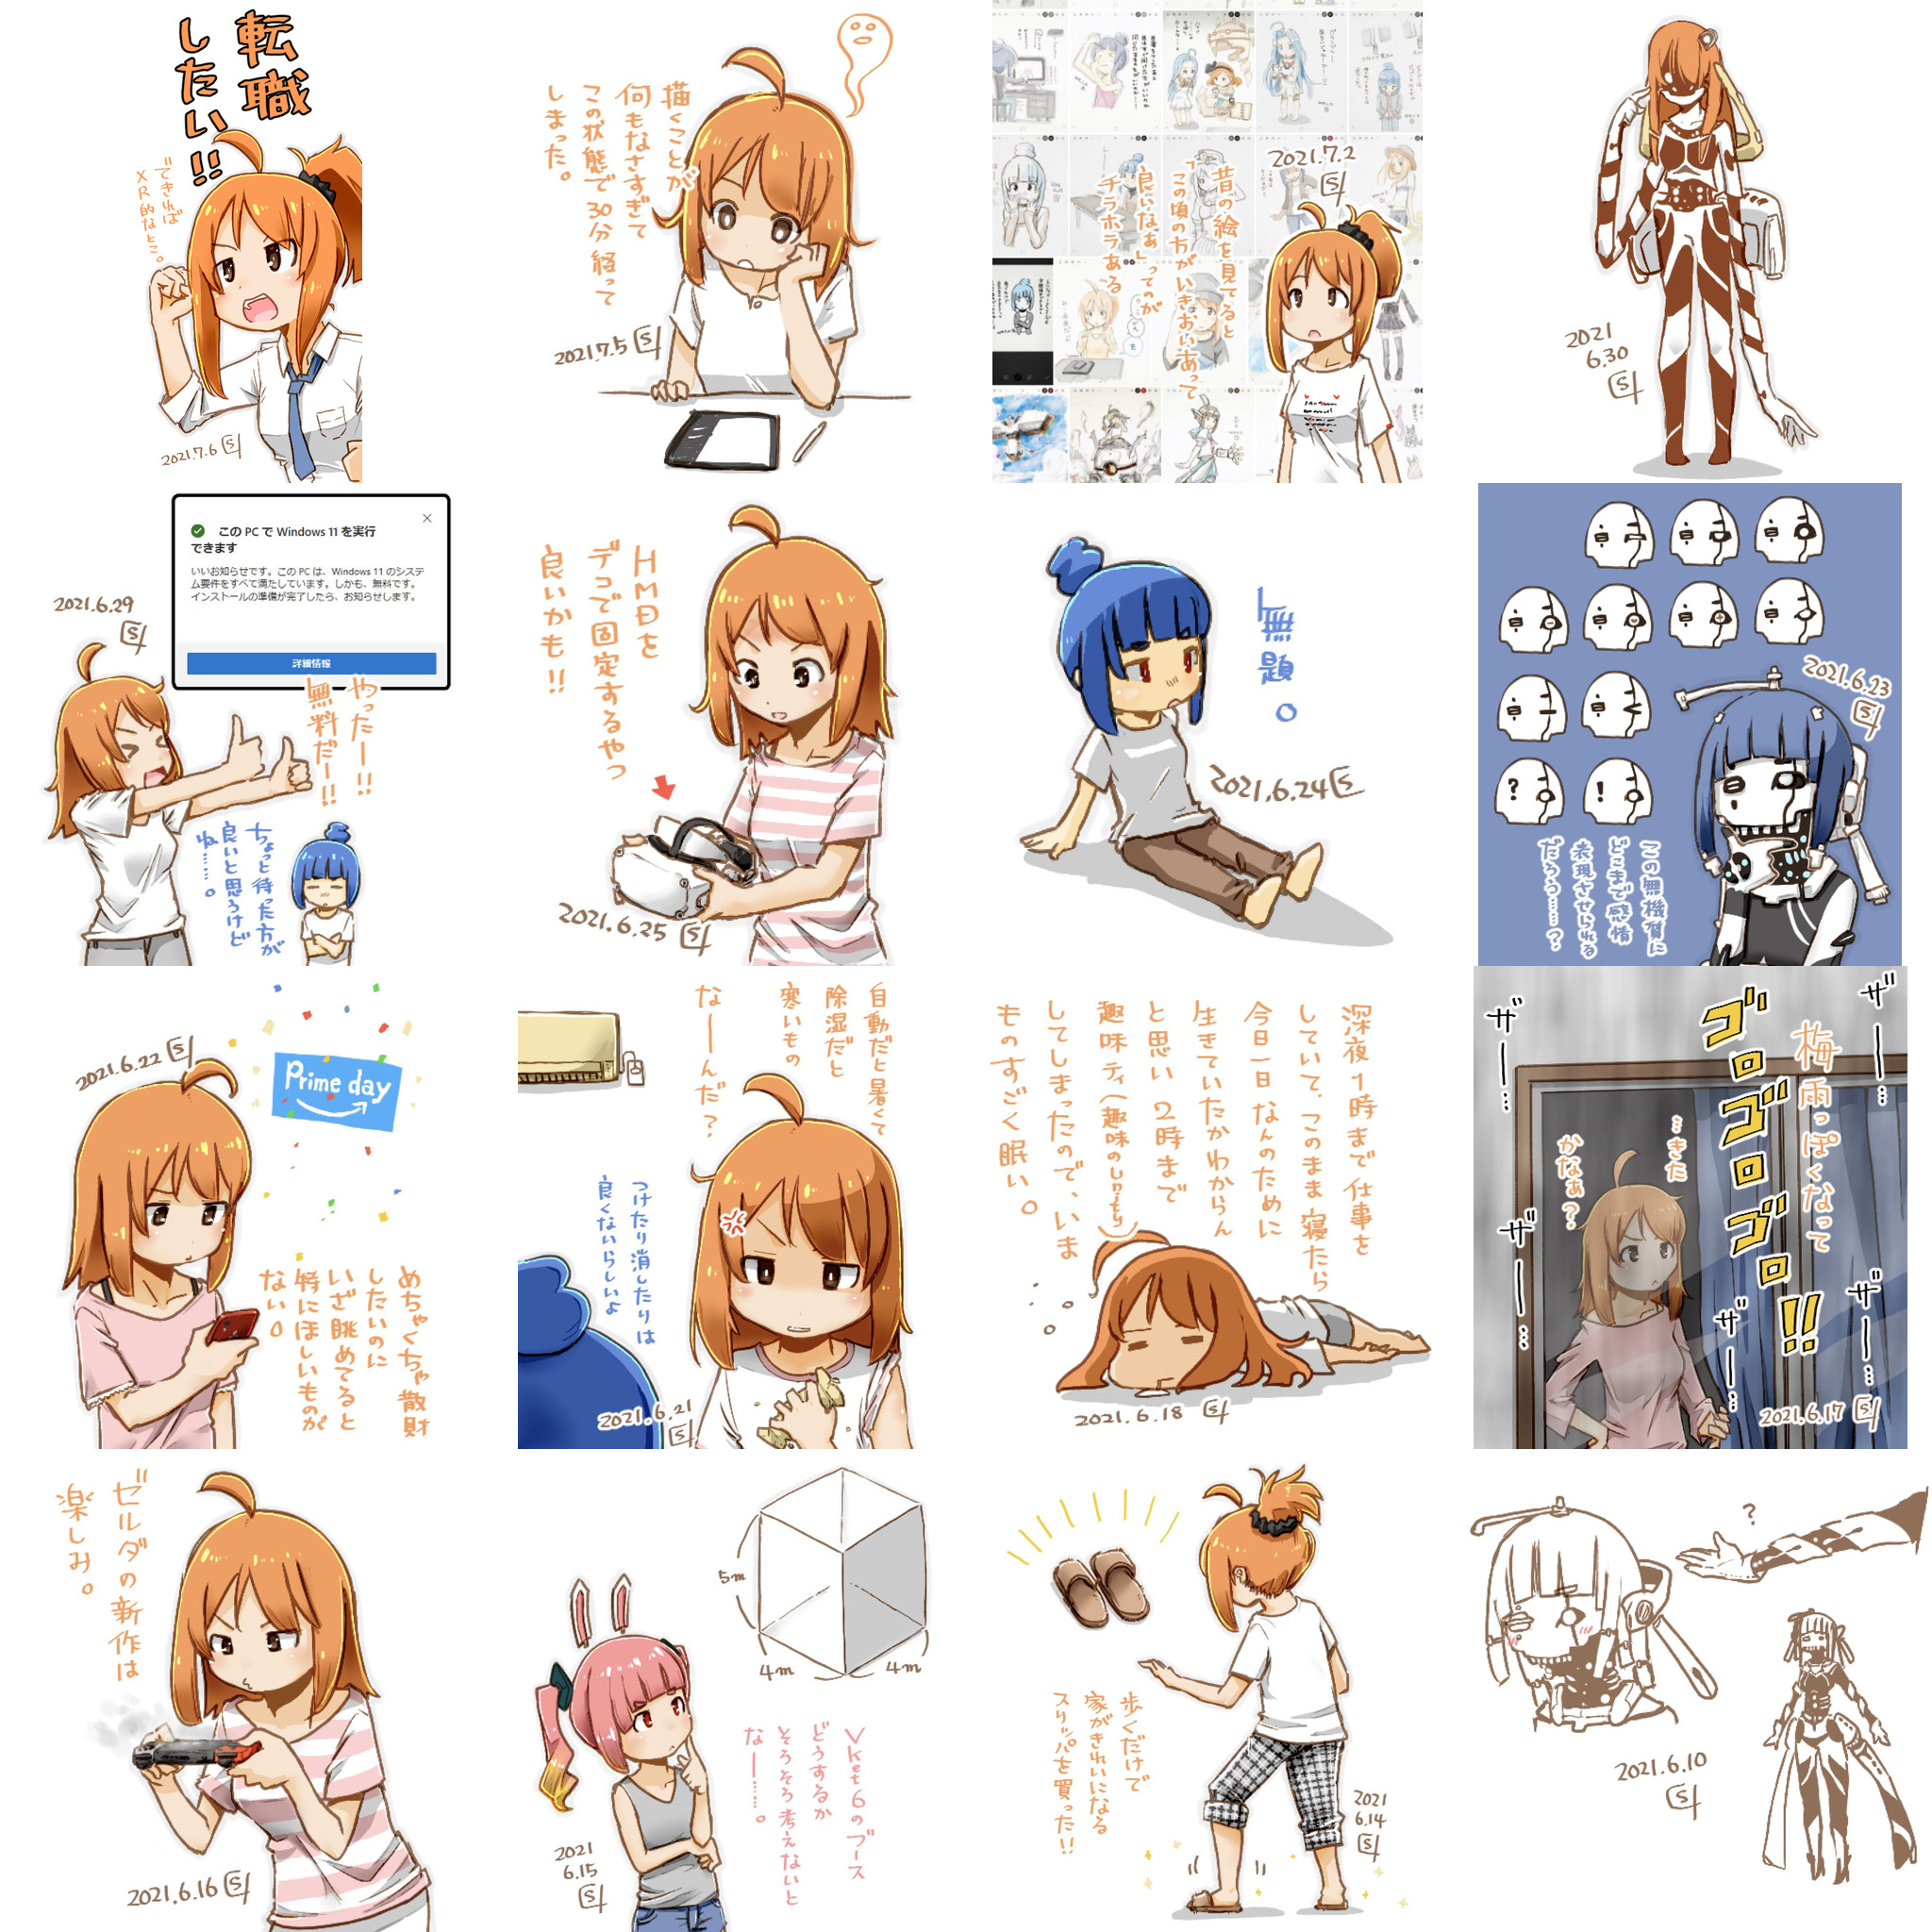 転職
したい!!
できれば
XR的なとこ。
2021.7.6
描くことが
何もなさすぎて
この状態で30分経って
しまった。
2021.7.5
2021.7.2
昔の絵を見てると
「この頃の方がいきおいあって
良いなぁ」ってのが
チラホラある
2021
6.30
このPCで Windows 11 を実行
できます
いいお知らせです。このPCは、Windows 11 のシステ
ム要件をすべて満たしています。しかも、無料です。
インストールの準備が完了したら、お知らせします。
詳細情報
2021.6.29
やったー!!
無料だー!!
ちょっと待った方が
良いと思うけど
ね……。
HMDを
デコで固定するやつ
良いかも!!
2021.6.25
無題。
2021.6.24
2021.6.23
?
!
この無機質に
どこまで感情
表現させられる
だろう……?
2021.6.22
Prime day
めちゃくちゃ散財
したいのに
いざ眺めてると
特にほしいものが
ない。
自動だと暑くて
除湿だと
寒いもの
なーんだ?
つけたり消したりは
良くないらしいよ
2021.6.21
深夜1時まで仕事を
していて、このまま寝たら
今日一日なんのために
生きていたかわからん
と思い2時まで
趣味ティ(趣味のしゅみもり)
してしまったので、いま
ものすごく眠い。
2021.6.18
ザーー…
ザーー…
ザーー…
ザーー…
ザーー…
ゴロゴロゴロ!!
梅雨っぽくなって
…きた
かなぁ?
2021.6.17
ゼルダの新作は
楽しみ。
2021.6.16
5m
4m
4m
Vket6のブース
どうするか
そろそろ考えないと
なー……。
2021
6.15
歩くだけで
家がきれいになる
スリッパを買った!!
2021
6.14
?
2021.6.10